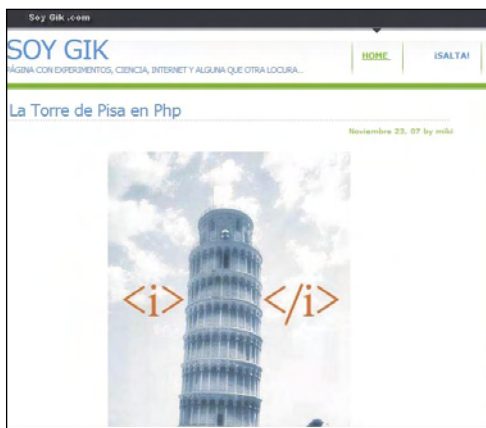 Soy Gik .com
SOY GIK
PÁGINA CON EXPERIMENTOS, CIENCIA, INTERNET Y ALGUNA QUE OTRA LOCURA...
HOME
¡SALTA!
La Torre de Pisa en Php
Noviembre 23, 07 by miki
<i> </i>